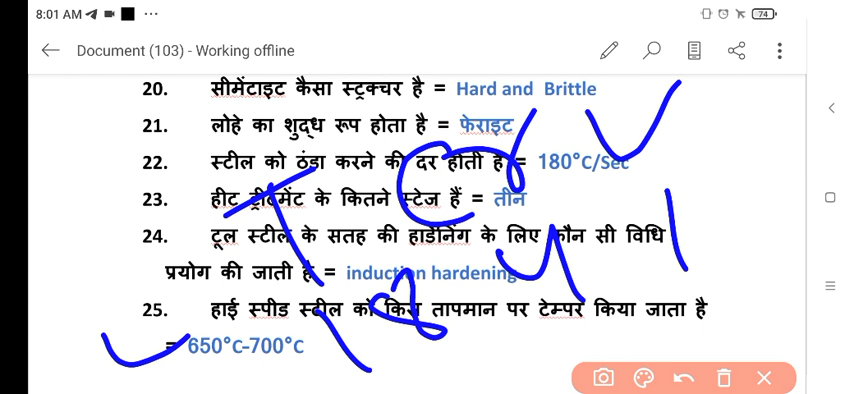 8:01 AM ...
74
Document (103) - Working offline
20. सीमेंटाइट कैसा स्ट्रक्चर है = Hard and Brittle
21. लोहे का शुद्ध रूप होता है = फेराइट
22. स्टील को ठंडा करने की दर होती है = 180°C/Sec
23. हीट ट्रीटमेंट के कितने स्टेज हैं = तीन
24. टूल स्टील के सतह की हार्डेनिंग के लिए कौन सी विधि
प्रयोग की जाती है = induction hardening
25. हाई स्पीड स्टील को किस तापमान पर टेम्पर किया जाता है
= 650°C-700°C